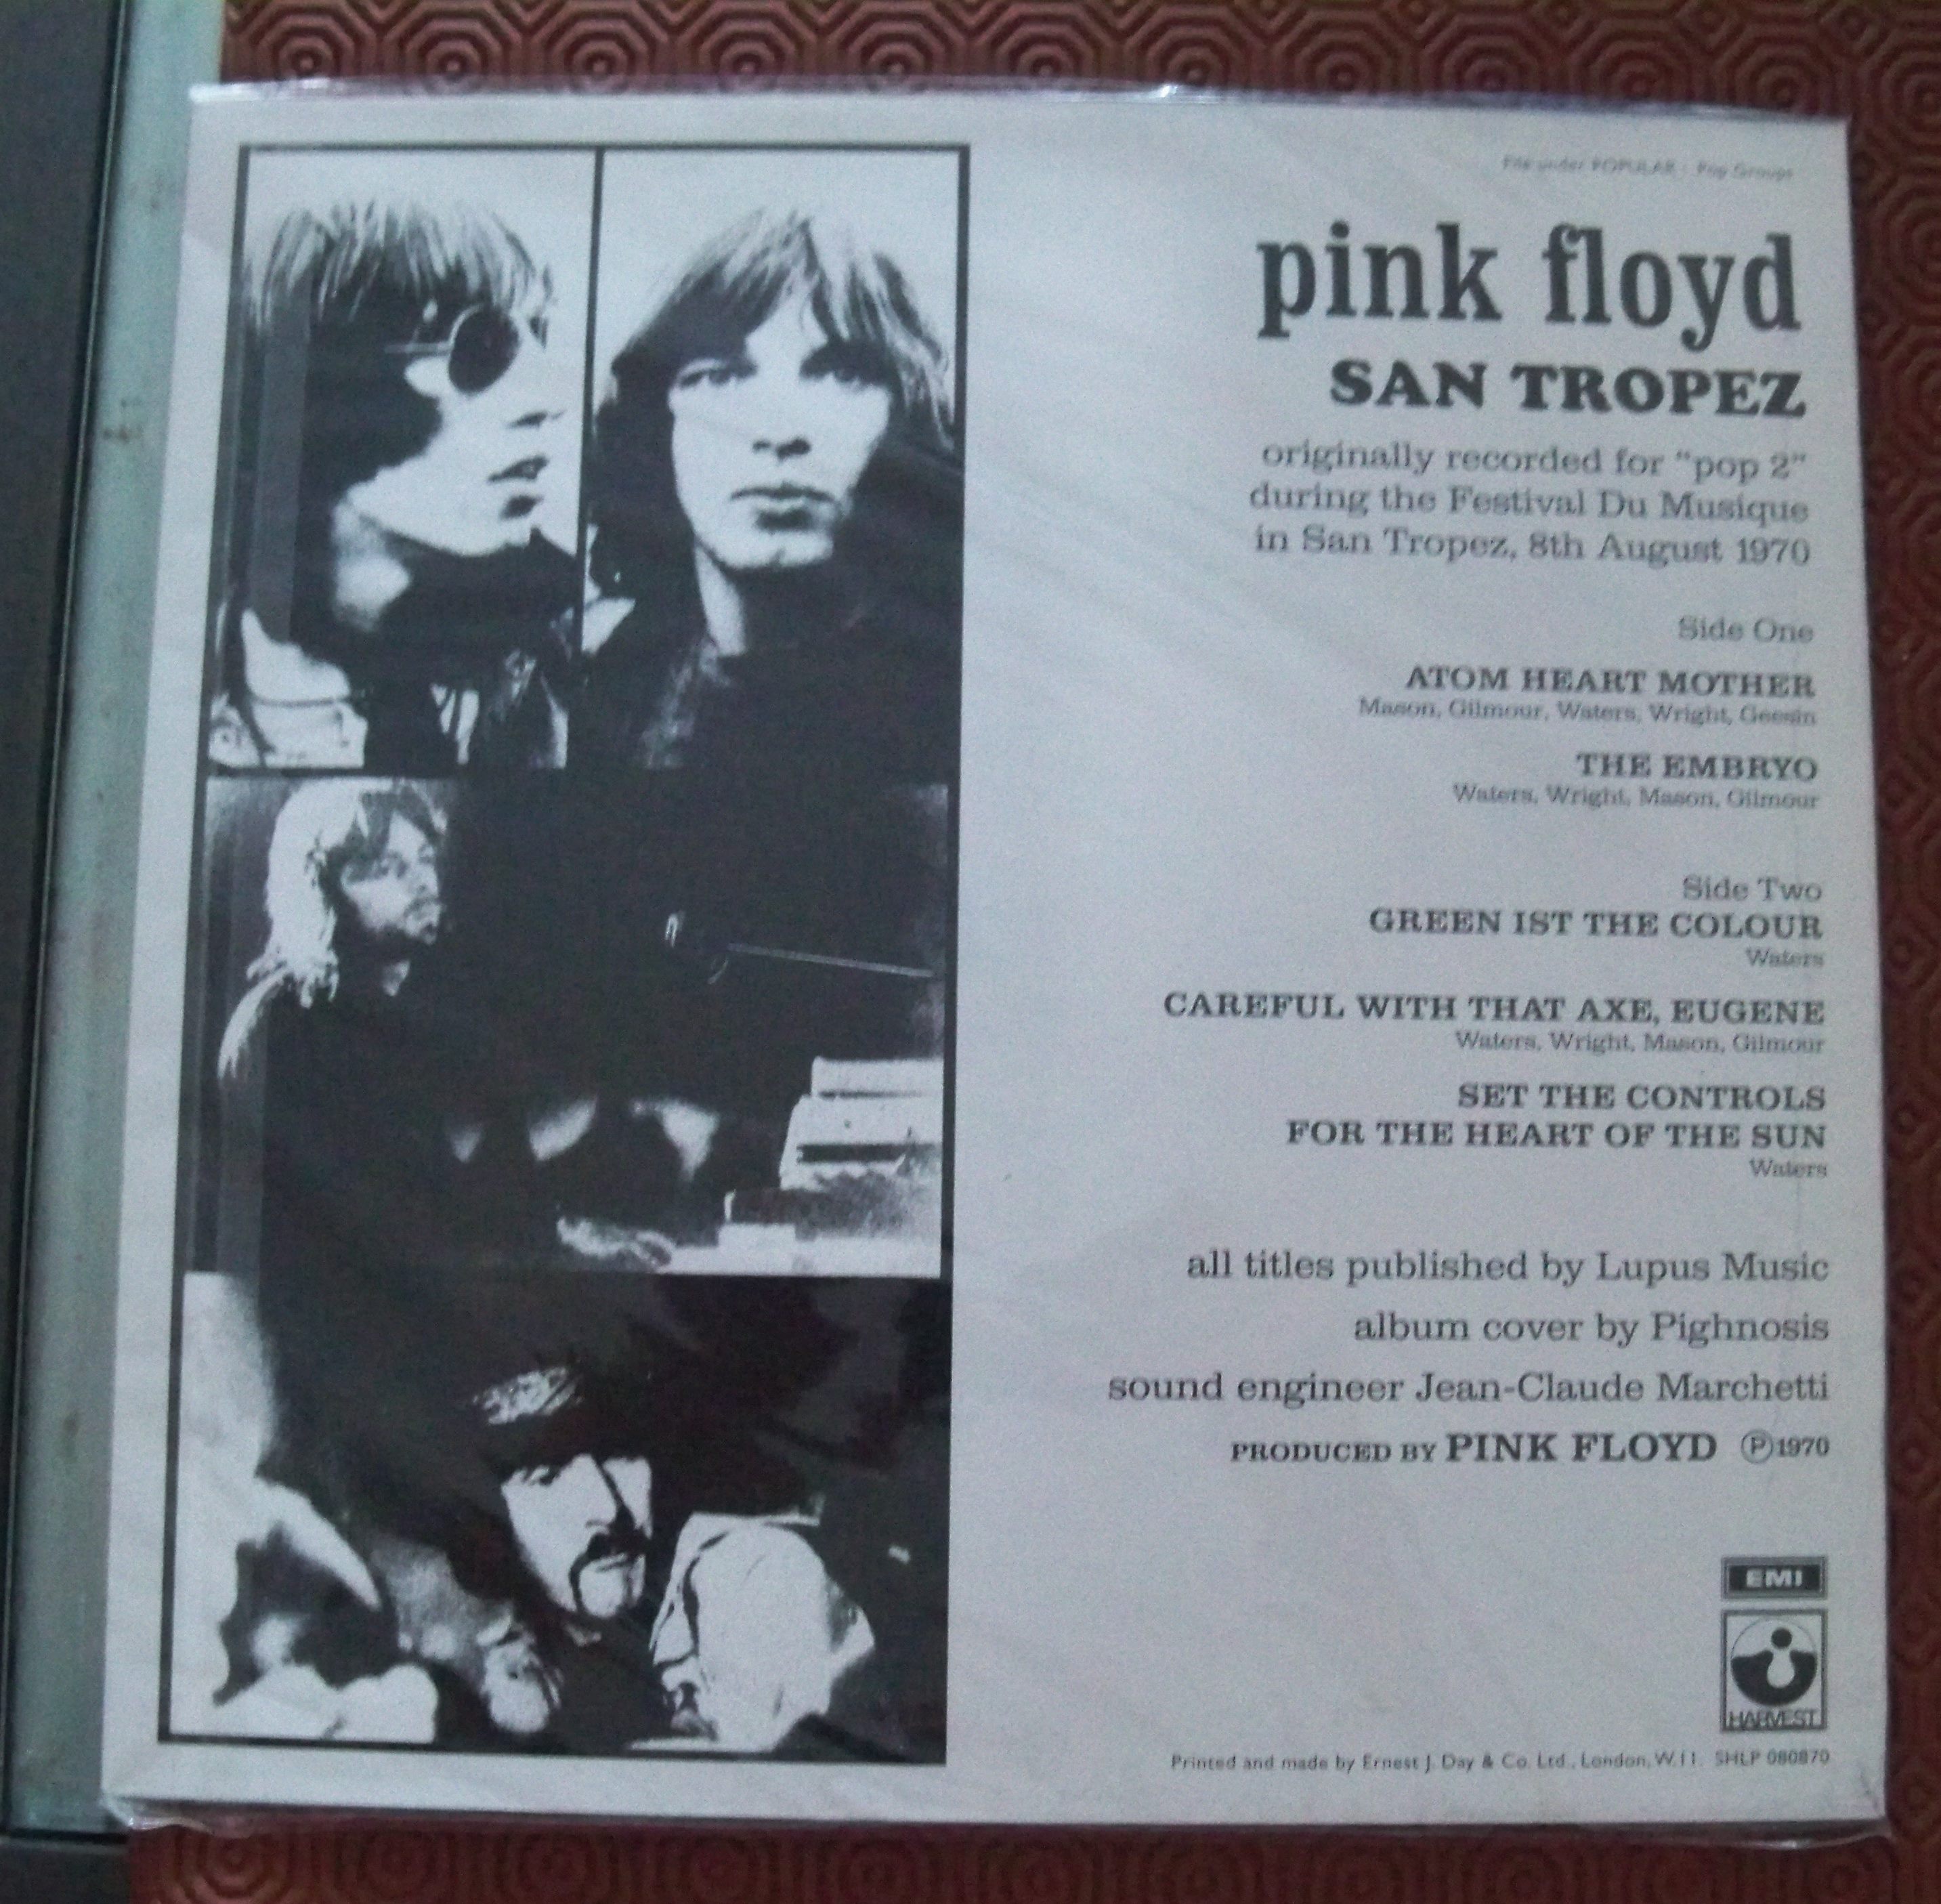 File under POPULAR : Pop Groups
pink floyd
SAN TROPEZ
originally recorded for "pop 2"
during the Festival Du Musique
in San Tropez, 8th August 1970
Side One
ATOM HEART MOTHER
Mason, Gilmour, Waters, Wright, Geesin
THE EMBRYO
Waters, Wright, Mason, Gilmour
Side Two
GREEN IST THE COLOUR
Waters
CAREFUL WITH THAT AXE, EUGENE
Waters, Wright, Mason, Gilmour
SET THE CONTROLS
FOR THE HEART OF THE SUN
Waters
all titles published by Lupus Music
album cover by Pighnosis
sound engineer Jean-Claude Marchetti
PRODUCED BY PINK FLOYD Ⓟ1970
EMI
HARVEST
Printed and made by Ernest J. Day & Co. Ltd., London, W.11. SHLP 080870